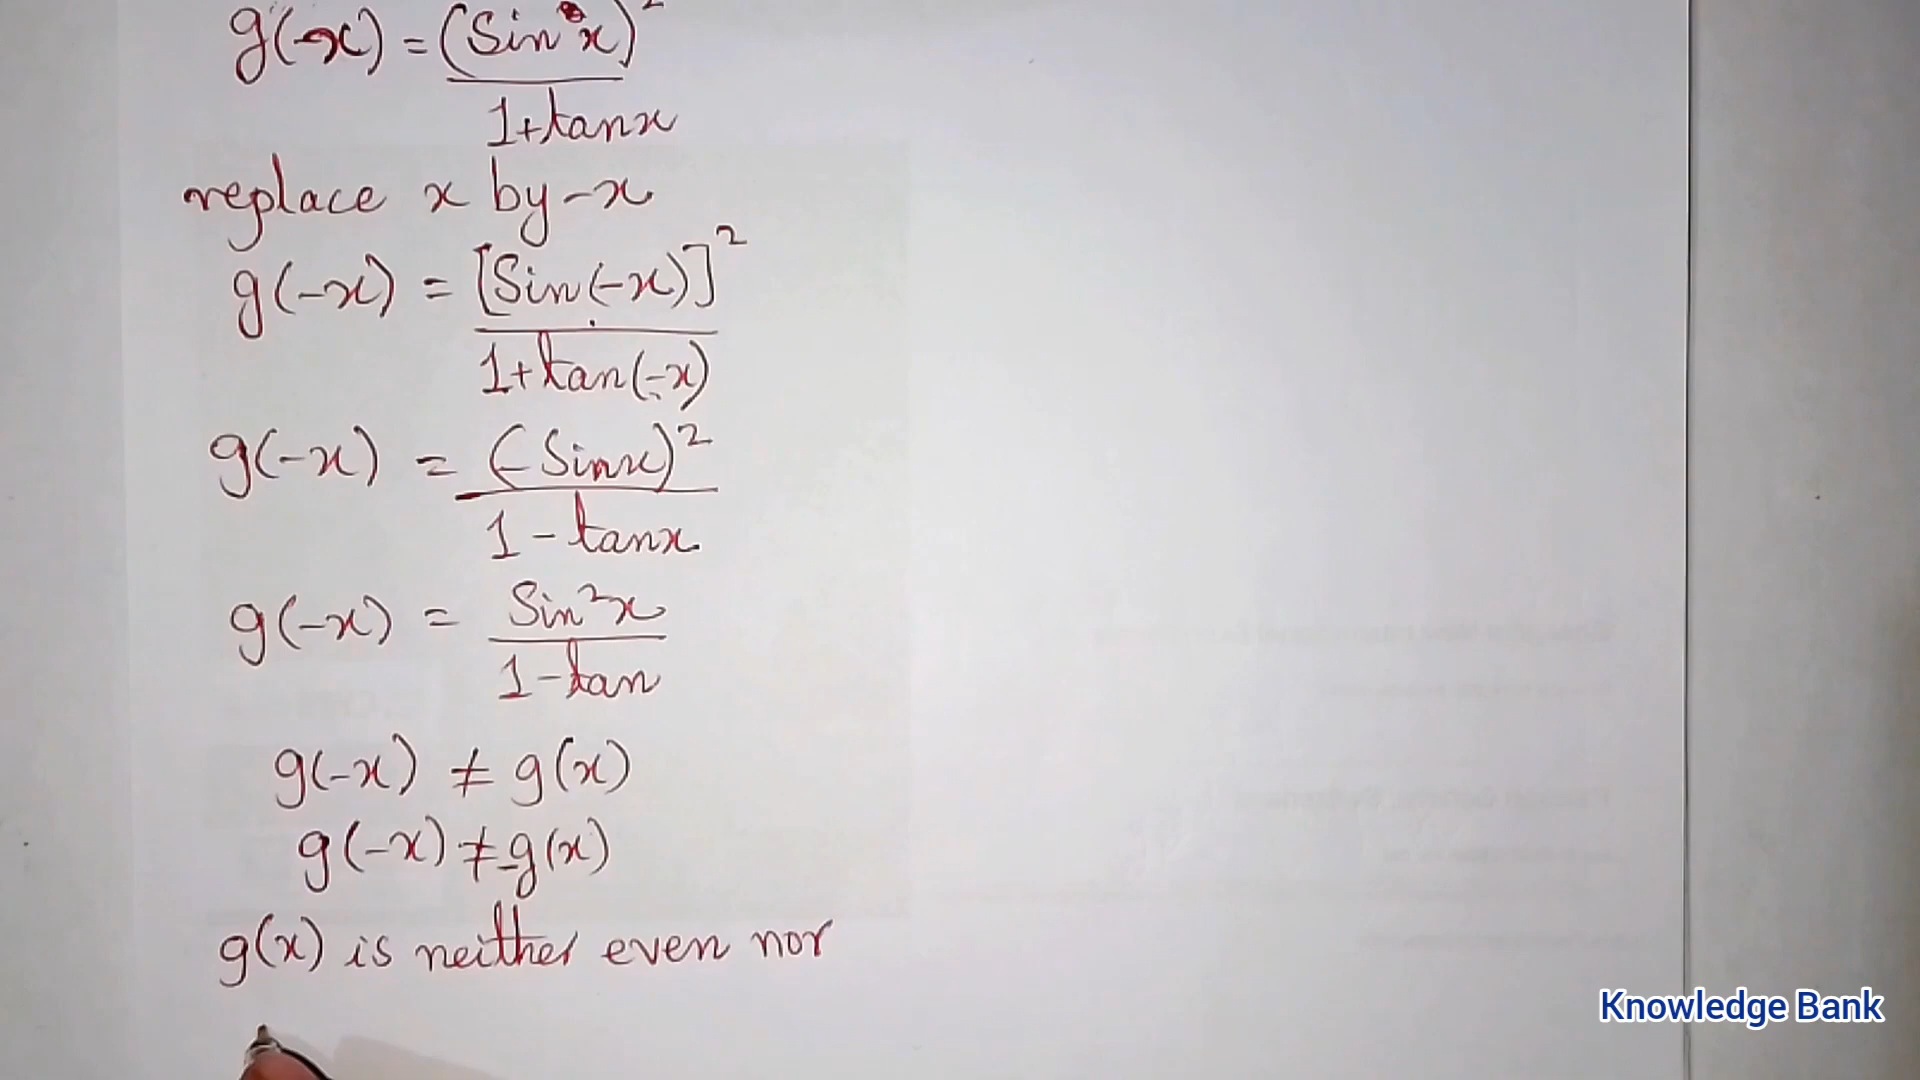 g(-x) = (Sin x)²
1+tanx
replace x by -x
g(-x) = [Sin(-x)]²
1+tan(-x)
g(-x) = (-Sinx)²
1-tanx
g(-x) = Sin²x
1-tan
g(-x) ≠ g(x)
g(-x) ≠ -g(x)
g(x) is neither even nor
Knowledge Bank